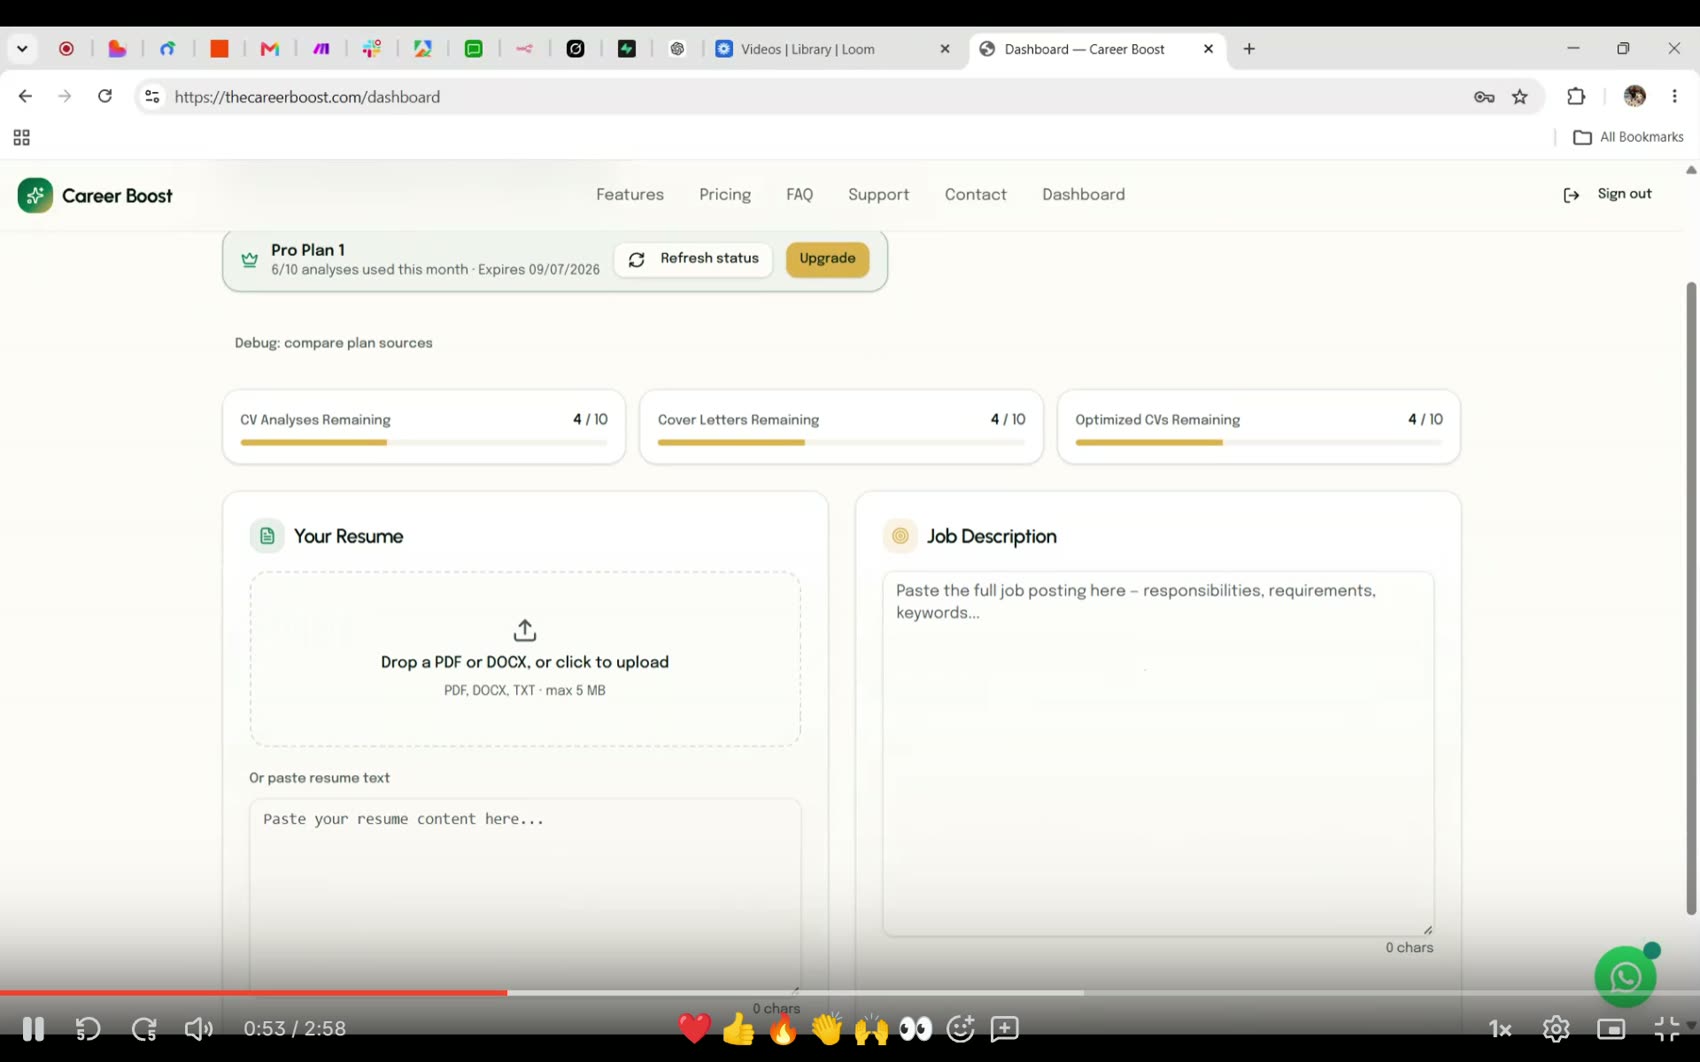 Videos | Library | Loom
Dashboard — Career Boost
https://thecareerboost.com/dashboard
All Bookmarks
Career Boost
Features
Pricing
FAQ
Support
Contact
Dashboard
Sign out
Pro Plan 1
6/10 analyses used this month · Expires 09/07/2026
Refresh status
Upgrade
Debug: compare plan sources
CV Analyses Remaining 4 / 10
Cover Letters Remaining 4 / 10
Optimized CVs Remaining 4 / 10
Your Resume
Drop a PDF or DOCX, or click to upload
PDF, DOCX, TXT · max 5 MB
Or paste resume text
Paste your resume content here...
0 chars
Job Description
Paste the full job posting here – responsibilities, requirements,
keywords...
0 chars
5
5
0:53 / 2:58
1x